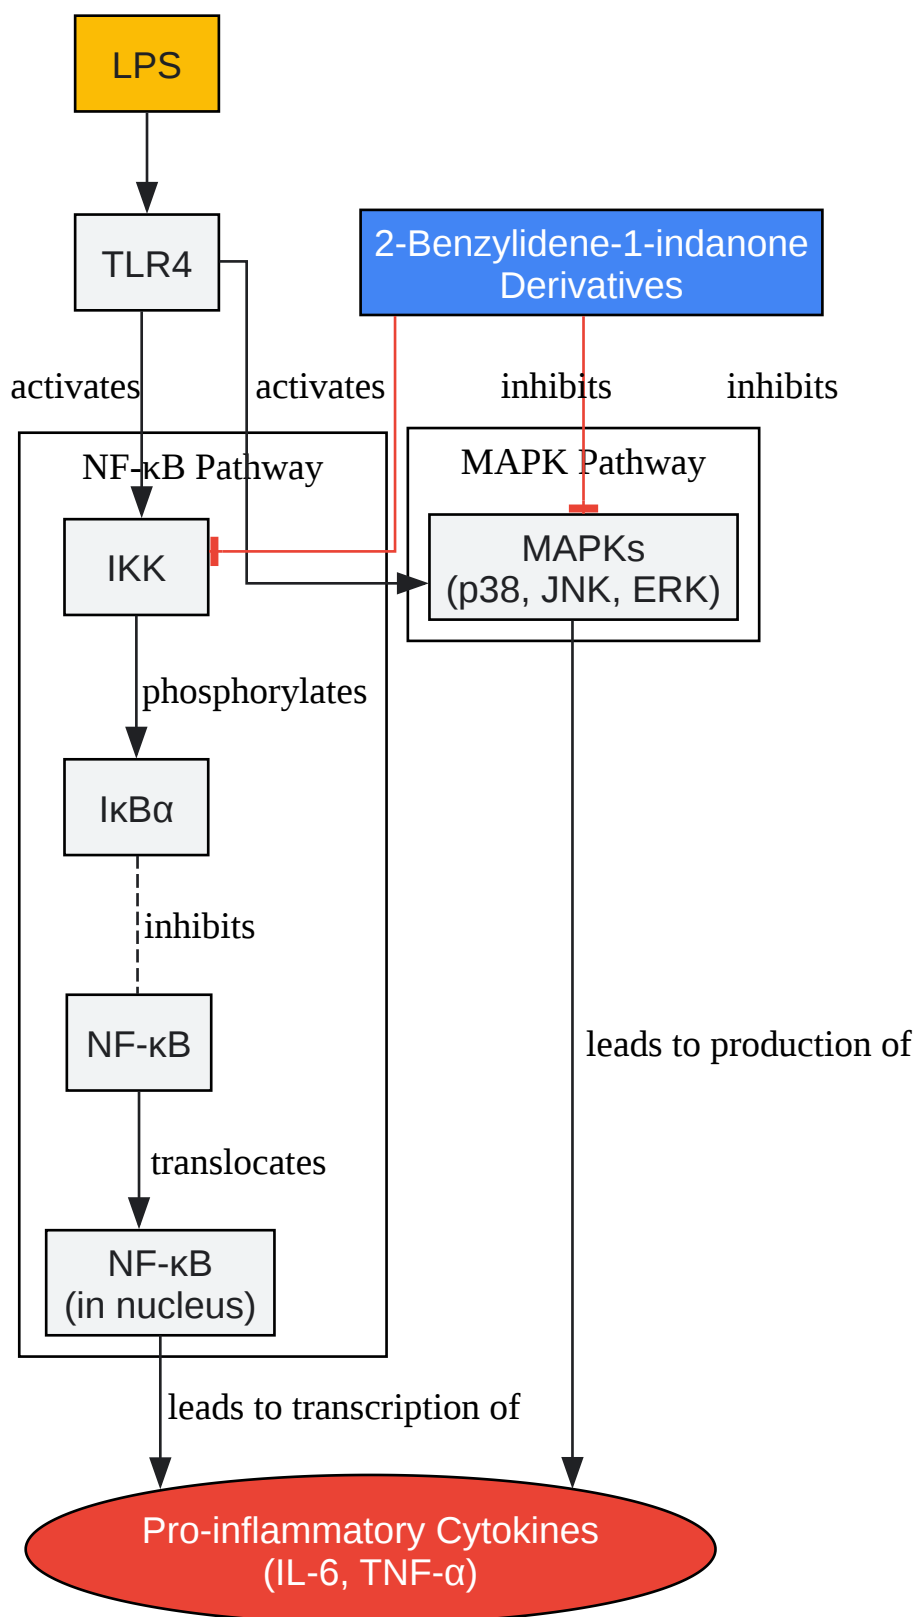 LPS
TLR4
2-Benzylidene-1-indanone
Derivatives
activates
activates
inhibits
inhibits
NF-κB Pathway
MAPK Pathway
IKK
MAPKs
(p38, JNK, ERK)
phosphorylates
IκBα
inhibits
NF-κB
leads to production of
translocates
NF-κB
(in nucleus)
leads to transcription of
Pro-inflammatory Cytokines
(IL-6, TNF-α)